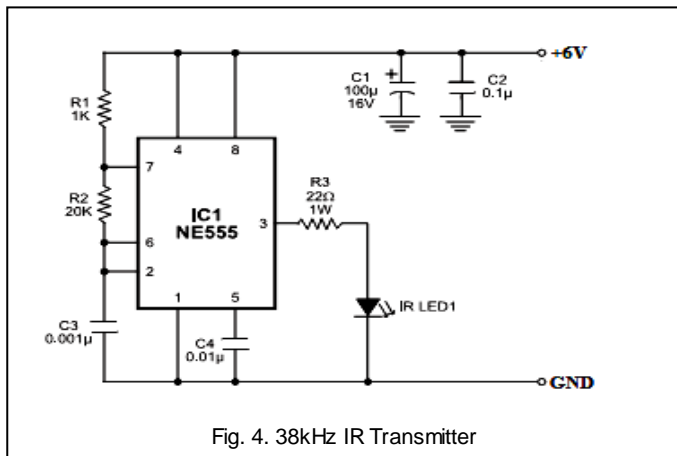 +6V
C1
100µ
16V
C2
0.1µ
R1
1K
4
8
7
R2
20K
IC1
NE555
3
R3
22Ω
1W
6
2
1
5
IR LED1
C3
0.001µ
C4
0.01µ
GND
Fig. 4. 38kHz IR Transmitter